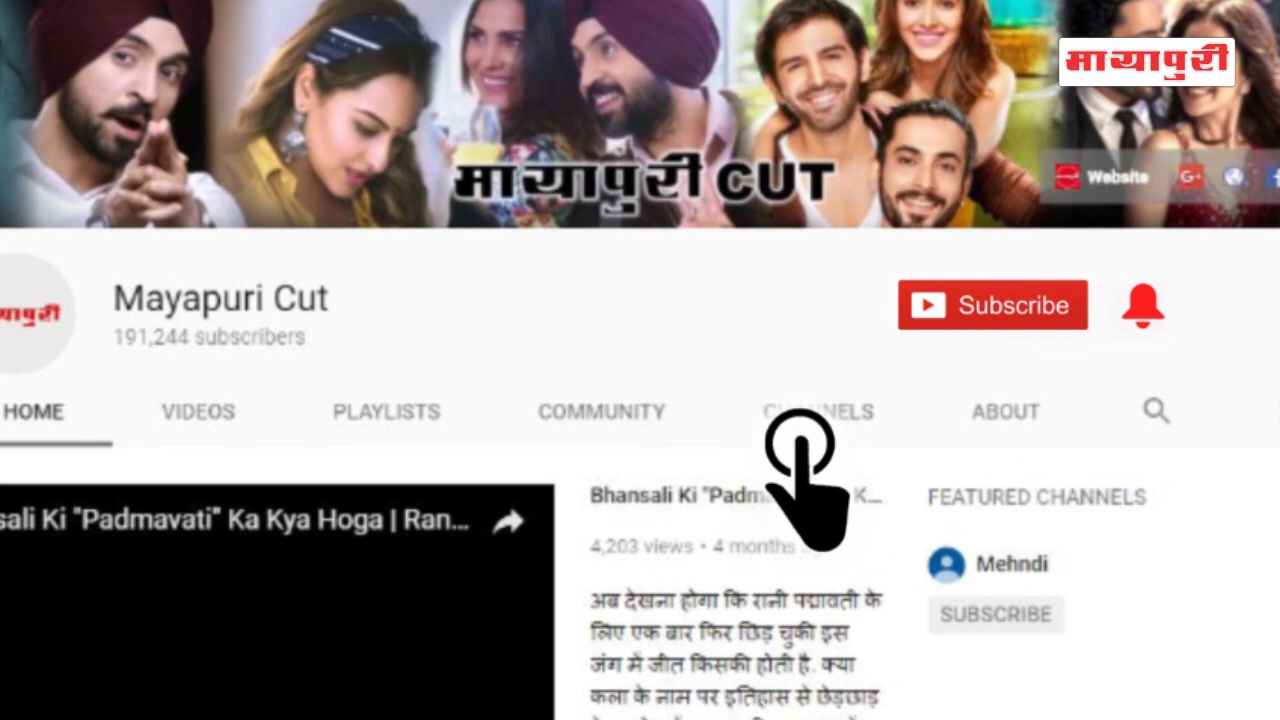 मायापुरी
मायापुरी CUT
Website
Mayapuri Cut
191,244 subscribers
Subscribe
HOME VIDEOS PLAYLISTS COMMUNITY CHANNELS ABOUT
sali Ki "Padmavati" Ka Kya Hoga | Ran...
Bhansali Ki "Padm K...
4,203 views • 4 months
अब देखना होगा कि रानी पद्मावती के
लिए एक बार फिर छिड़ चुकी इस
जंग में जीत किसकी होती है. क्या
कला के नाम पर इतिहास से छेड़छाड़
FEATURED CHANNELS
Mehndi
SUBSCRIBE